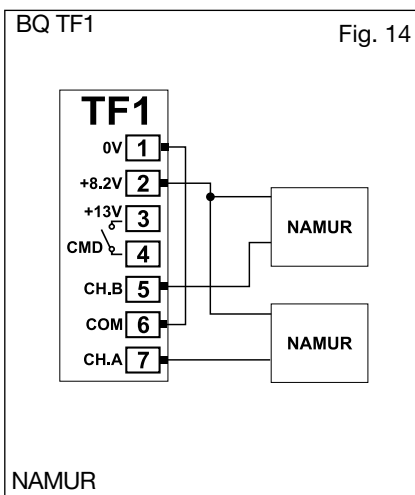 BQ TF1
Fig. 14
TF1
0V 1
+8.2V 2
+13V 3
CMD 4
CH.B 5
COM 6
CH.A 7
NAMUR
NAMUR
NAMUR